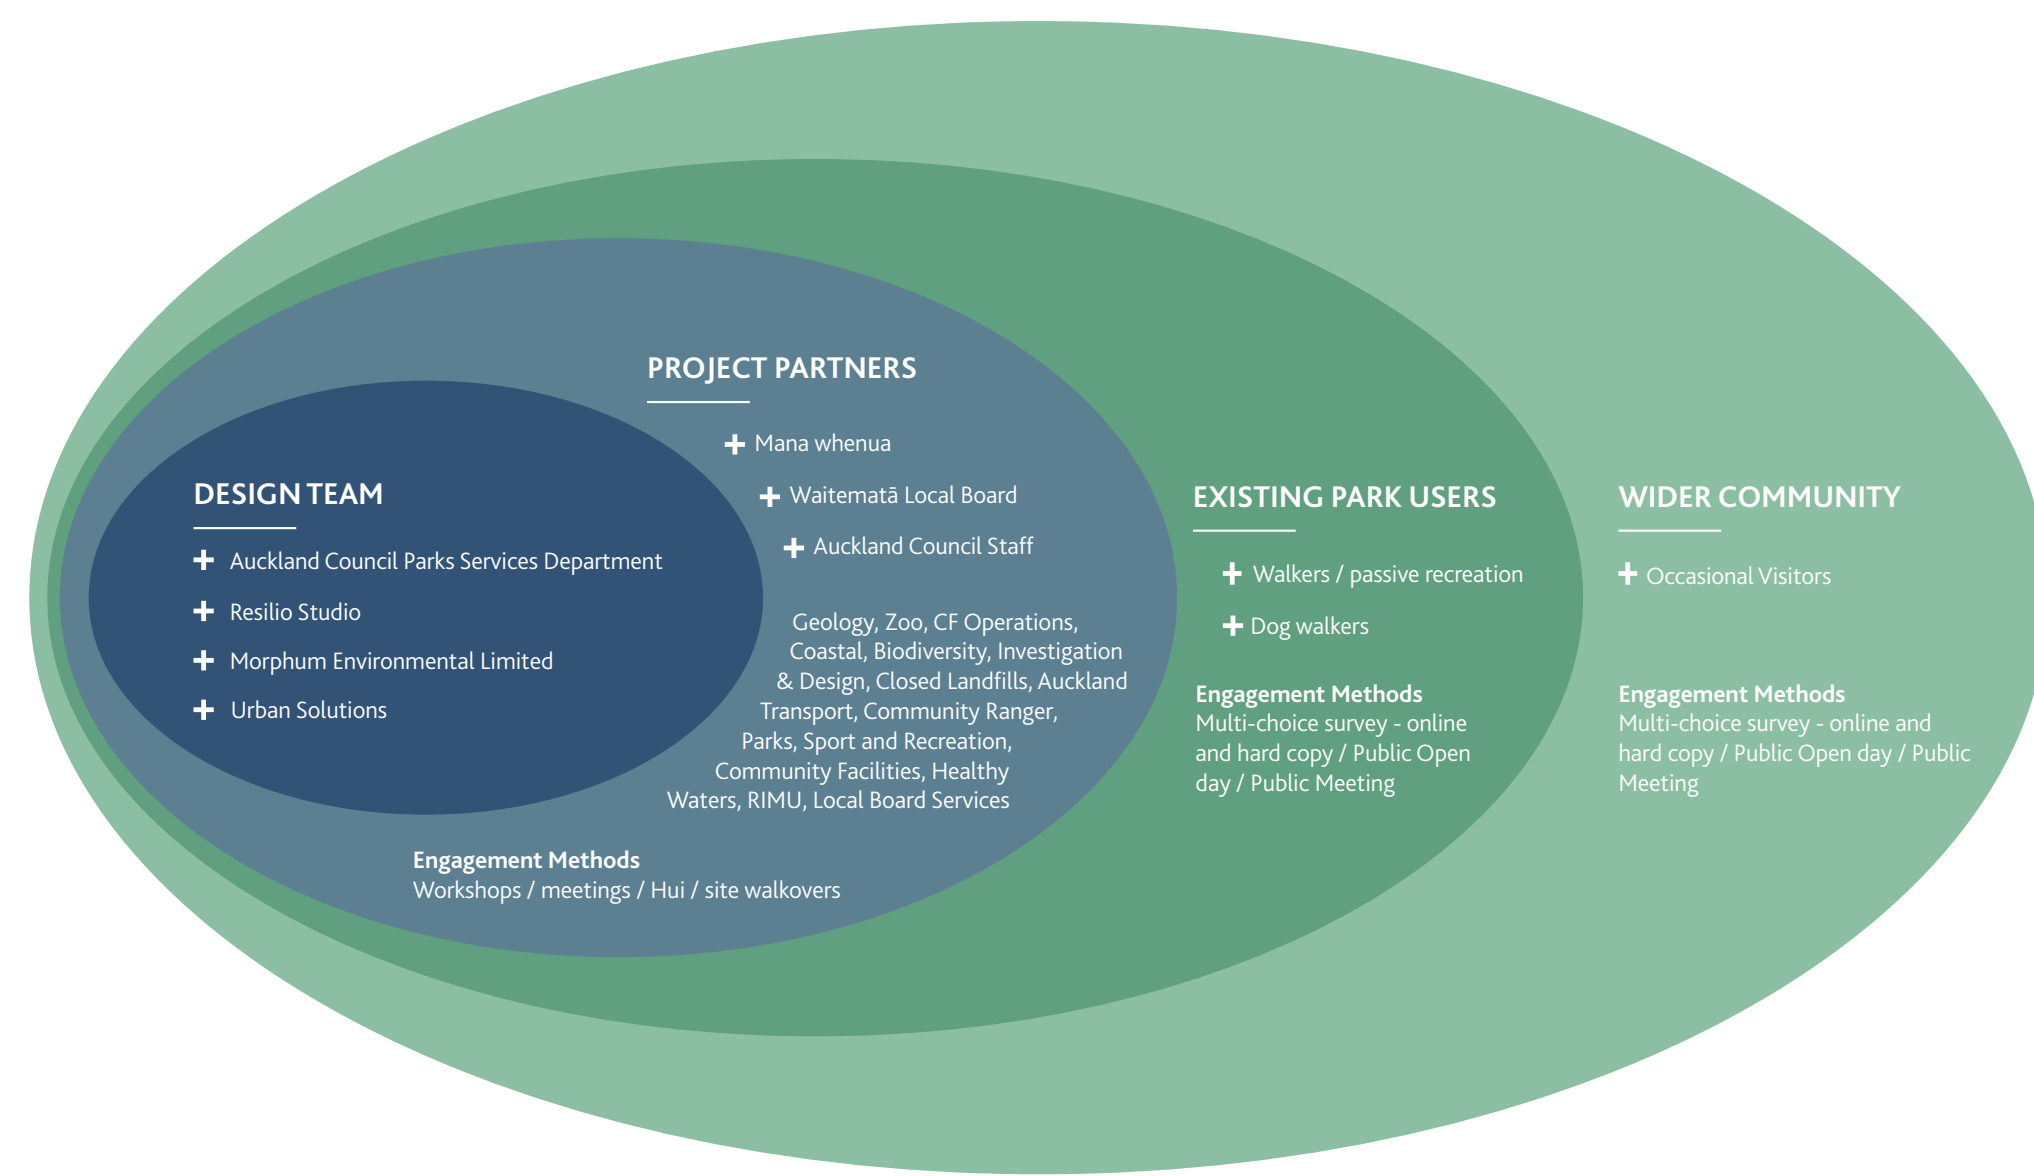 DESIGN TEAM
+ Auckland Council Parks Services Department
+ Resilio Studio
+ Morphum Environmental Limited
+ Urban Solutions
PROJECT PARTNERS
+ Mana whenua
+ Waitematā Local Board
+ Auckland Council Staff
Geology, Zoo, CF Operations,
Coastal, Biodiversity, Investigation
& Design, Closed Landfills, Auckland
Transport, Community Ranger,
Parks, Sport and Recreation,
Community Facilities, Healthy
Waters, RIMU, Local Board Services
Engagement Methods
Workshops / meetings / Hui / site walkovers
EXISTING PARK USERS
+ Walkers / passive recreation
+ Dog walkers
Engagement Methods
Multi-choice survey - online
and hard copy / Public Open
day / Public Meeting
WIDER COMMUNITY
+ Occasional Visitors
Engagement Methods
Multi-choice survey - online and
hard copy / Public Open day / Public
Meeting